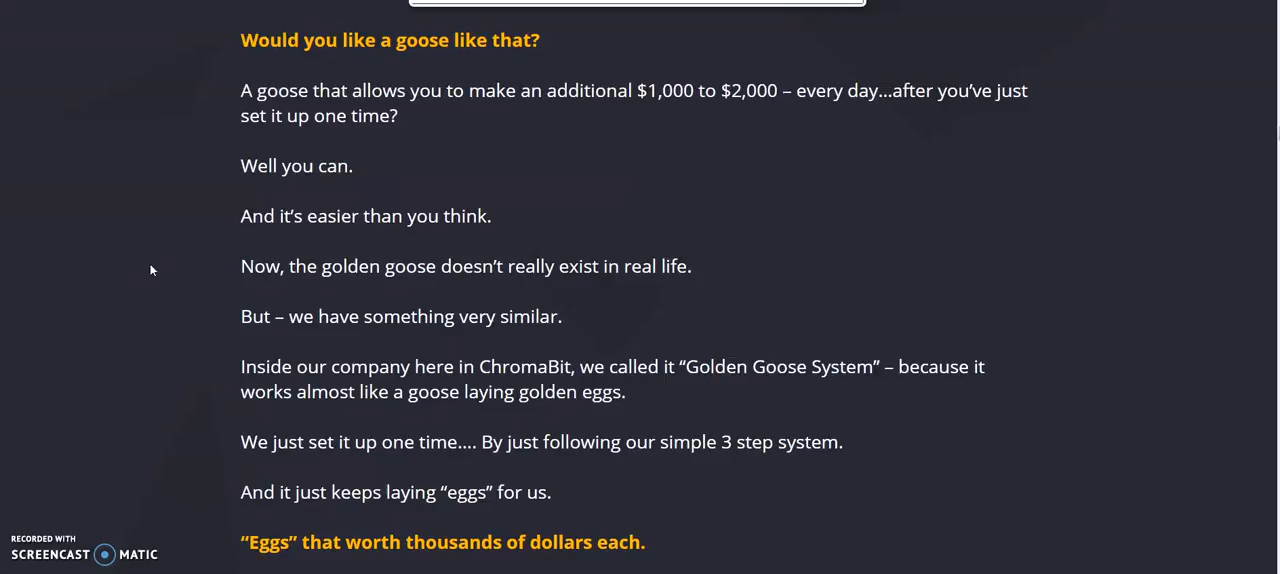 Would you like a goose like that?
A goose that allows you to make an additional $1,000 to $2,000 – every day...after you've just
set it up one time?
Well you can.
And it's easier than you think.
Now, the golden goose doesn't really exist in real life.
But – we have something very similar.
Inside our company here in ChromaBit, we called it “Golden Goose System” – because it
works almost like a goose laying golden eggs.
We just set it up one time.... By just following our simple 3 step system.
And it just keeps laying “eggs” for us.
“Eggs” that worth thousands of dollars each.
RECORDED WITH
SCREENCAST MATIC